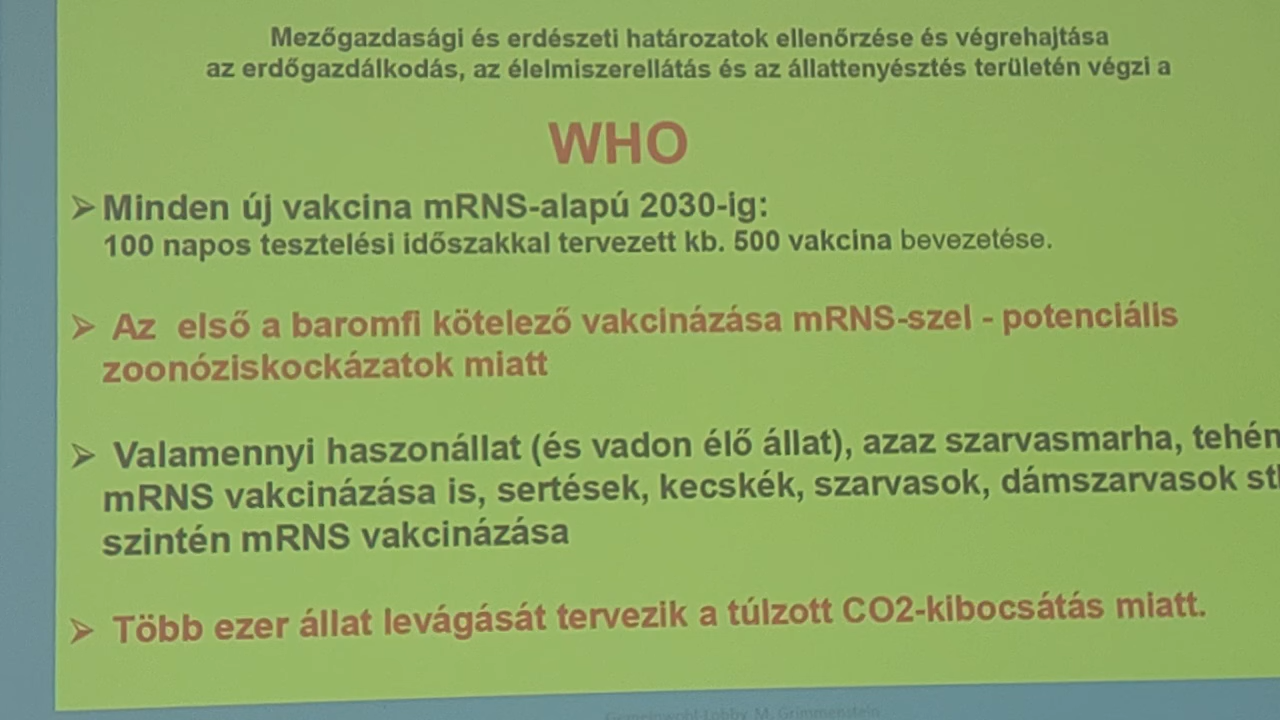 Mezőgazdasági és erdészeti határozatok ellenőrzése és végrehajtása
az erdőgazdálkodás, az élelmiszerellátás és az állattenyésztés területén végzi a
WHO
➢ Minden új vakcina mRNS-alapú 2030-ig:
100 napos tesztelési időszakkal tervezett kb. 500 vakcina bevezetése.
➢ Az első a baromfi kötelező vakcinázása mRNS-szel - potenciális
zoonóziskockázatok miatt
➢ Valamennyi haszonállat (és vadon élő állat), azaz szarvasmarha, tehén
mRNS vakcinázása is, sertések, kecskék, szarvasok, dámszarvasok
szintén mRNS vakcinázása
➢ Több ezer állat levágását tervezik a túlzott CO2-kibocsátás miatt.
Gemeinwohl-Lobby, M. Grimmenstein